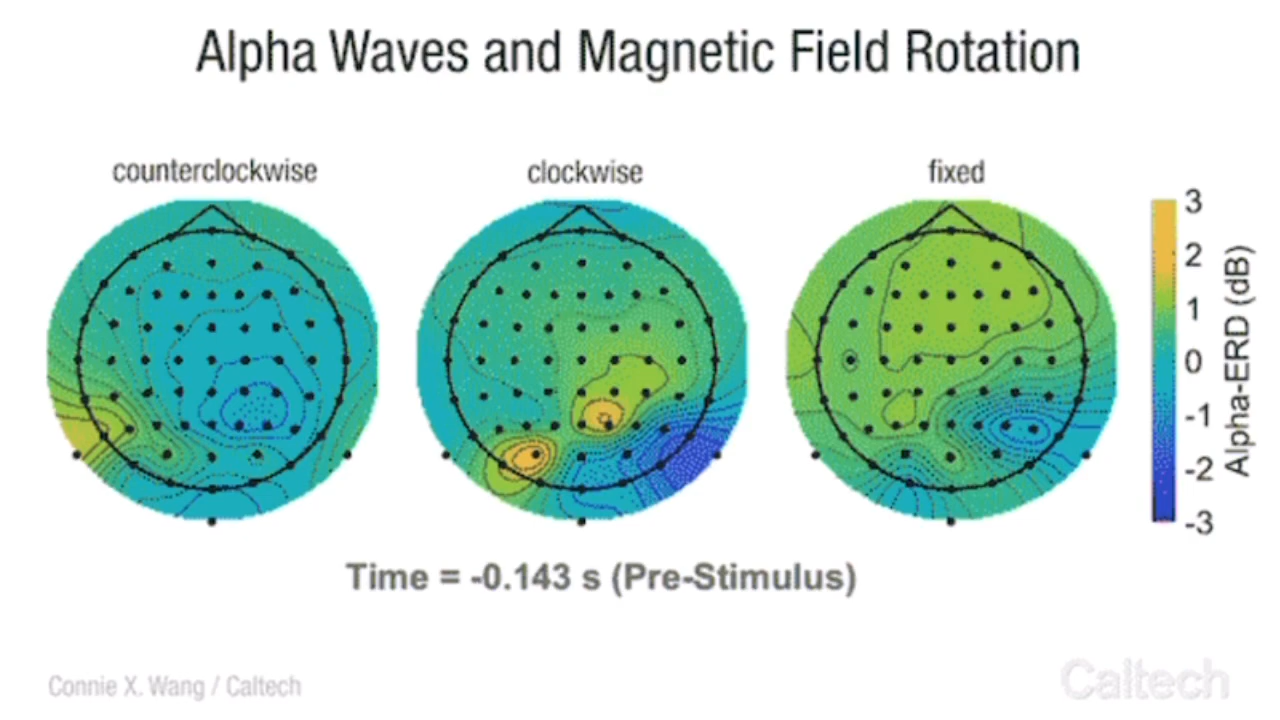 Alpha Waves and Magnetic Field Rotation
counterclockwise
clockwise
fixed
3
2
1
0
-1
-2
-3
Alpha-ERD (dB)
Time = -0.143 s (Pre-Stimulus)
Connie X. Wang / Caltech
Caltech